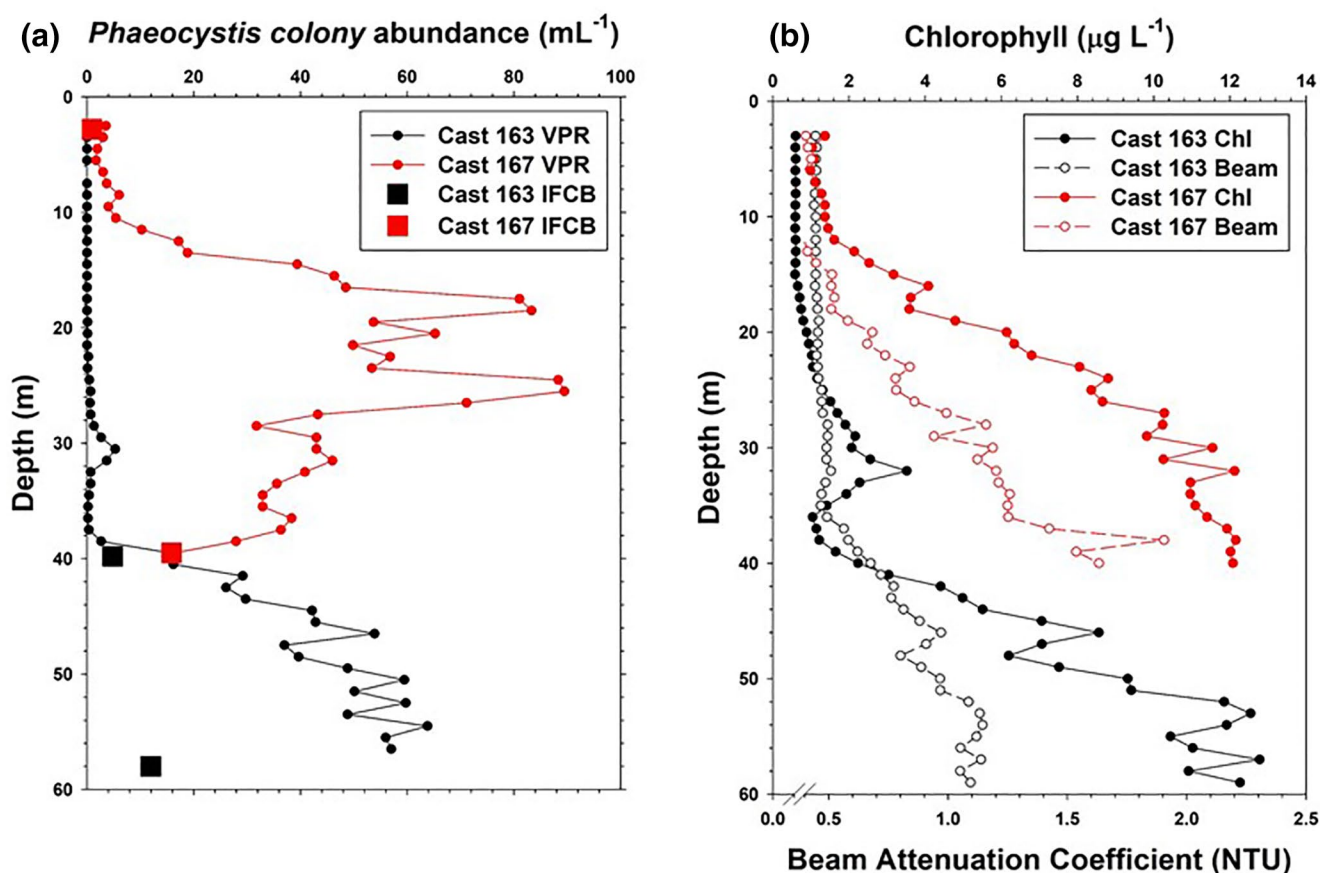 (a) Phaeocystis colony abundance (mL-1)
0 20 40 60 80 100
0
10
20
30
40
50
60
Depth (m)
Cast 163 VPR
Cast 167 VPR
Cast 163 IFCB
Cast 167 IFCB
(b) Chlorophyll (μg L-1)
2 4 6 8 10 12 14
0
10
20
30
40
50
60
Deepth (m)
Cast 163 Chl
Cast 163 Beam
Cast 167 Chl
Cast 167 Beam
0.0 0.5 1.0 1.5 2.0 2.5
Beam Attenuation Coefficient (NTU)